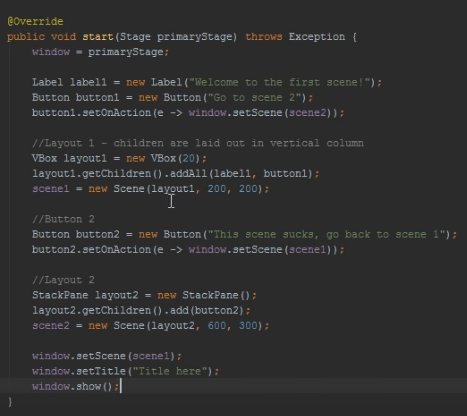 @Override
public void start(Stage primaryStage) throws Exception {
window = primaryStage;
Label label1 = new Label("Welcome to the first scene!");
Button button1 = new Button("Go to scene 2");
button1.setOnAction(e -> window.setScene(scene2));
//Layout 1 - children are laid out in vertical column
VBox layout1 = new VBox(20);
layout1.getChildren().addAll(label1, button1);
scene1 = new Scene(layout1, 200, 200);
//Button 2
Button button2 = new Button("This scene sucks, go back to scene 1");
button2.setOnAction(e -> window.setScene(scene1));
//Layout 2
StackPane layout2 = new StackPane();
layout2.getChildren().add(button2);
scene2 = new Scene(layout2, 600, 300);
window.setScene(scene1);
window.setTitle("Title here");
window.show();
}